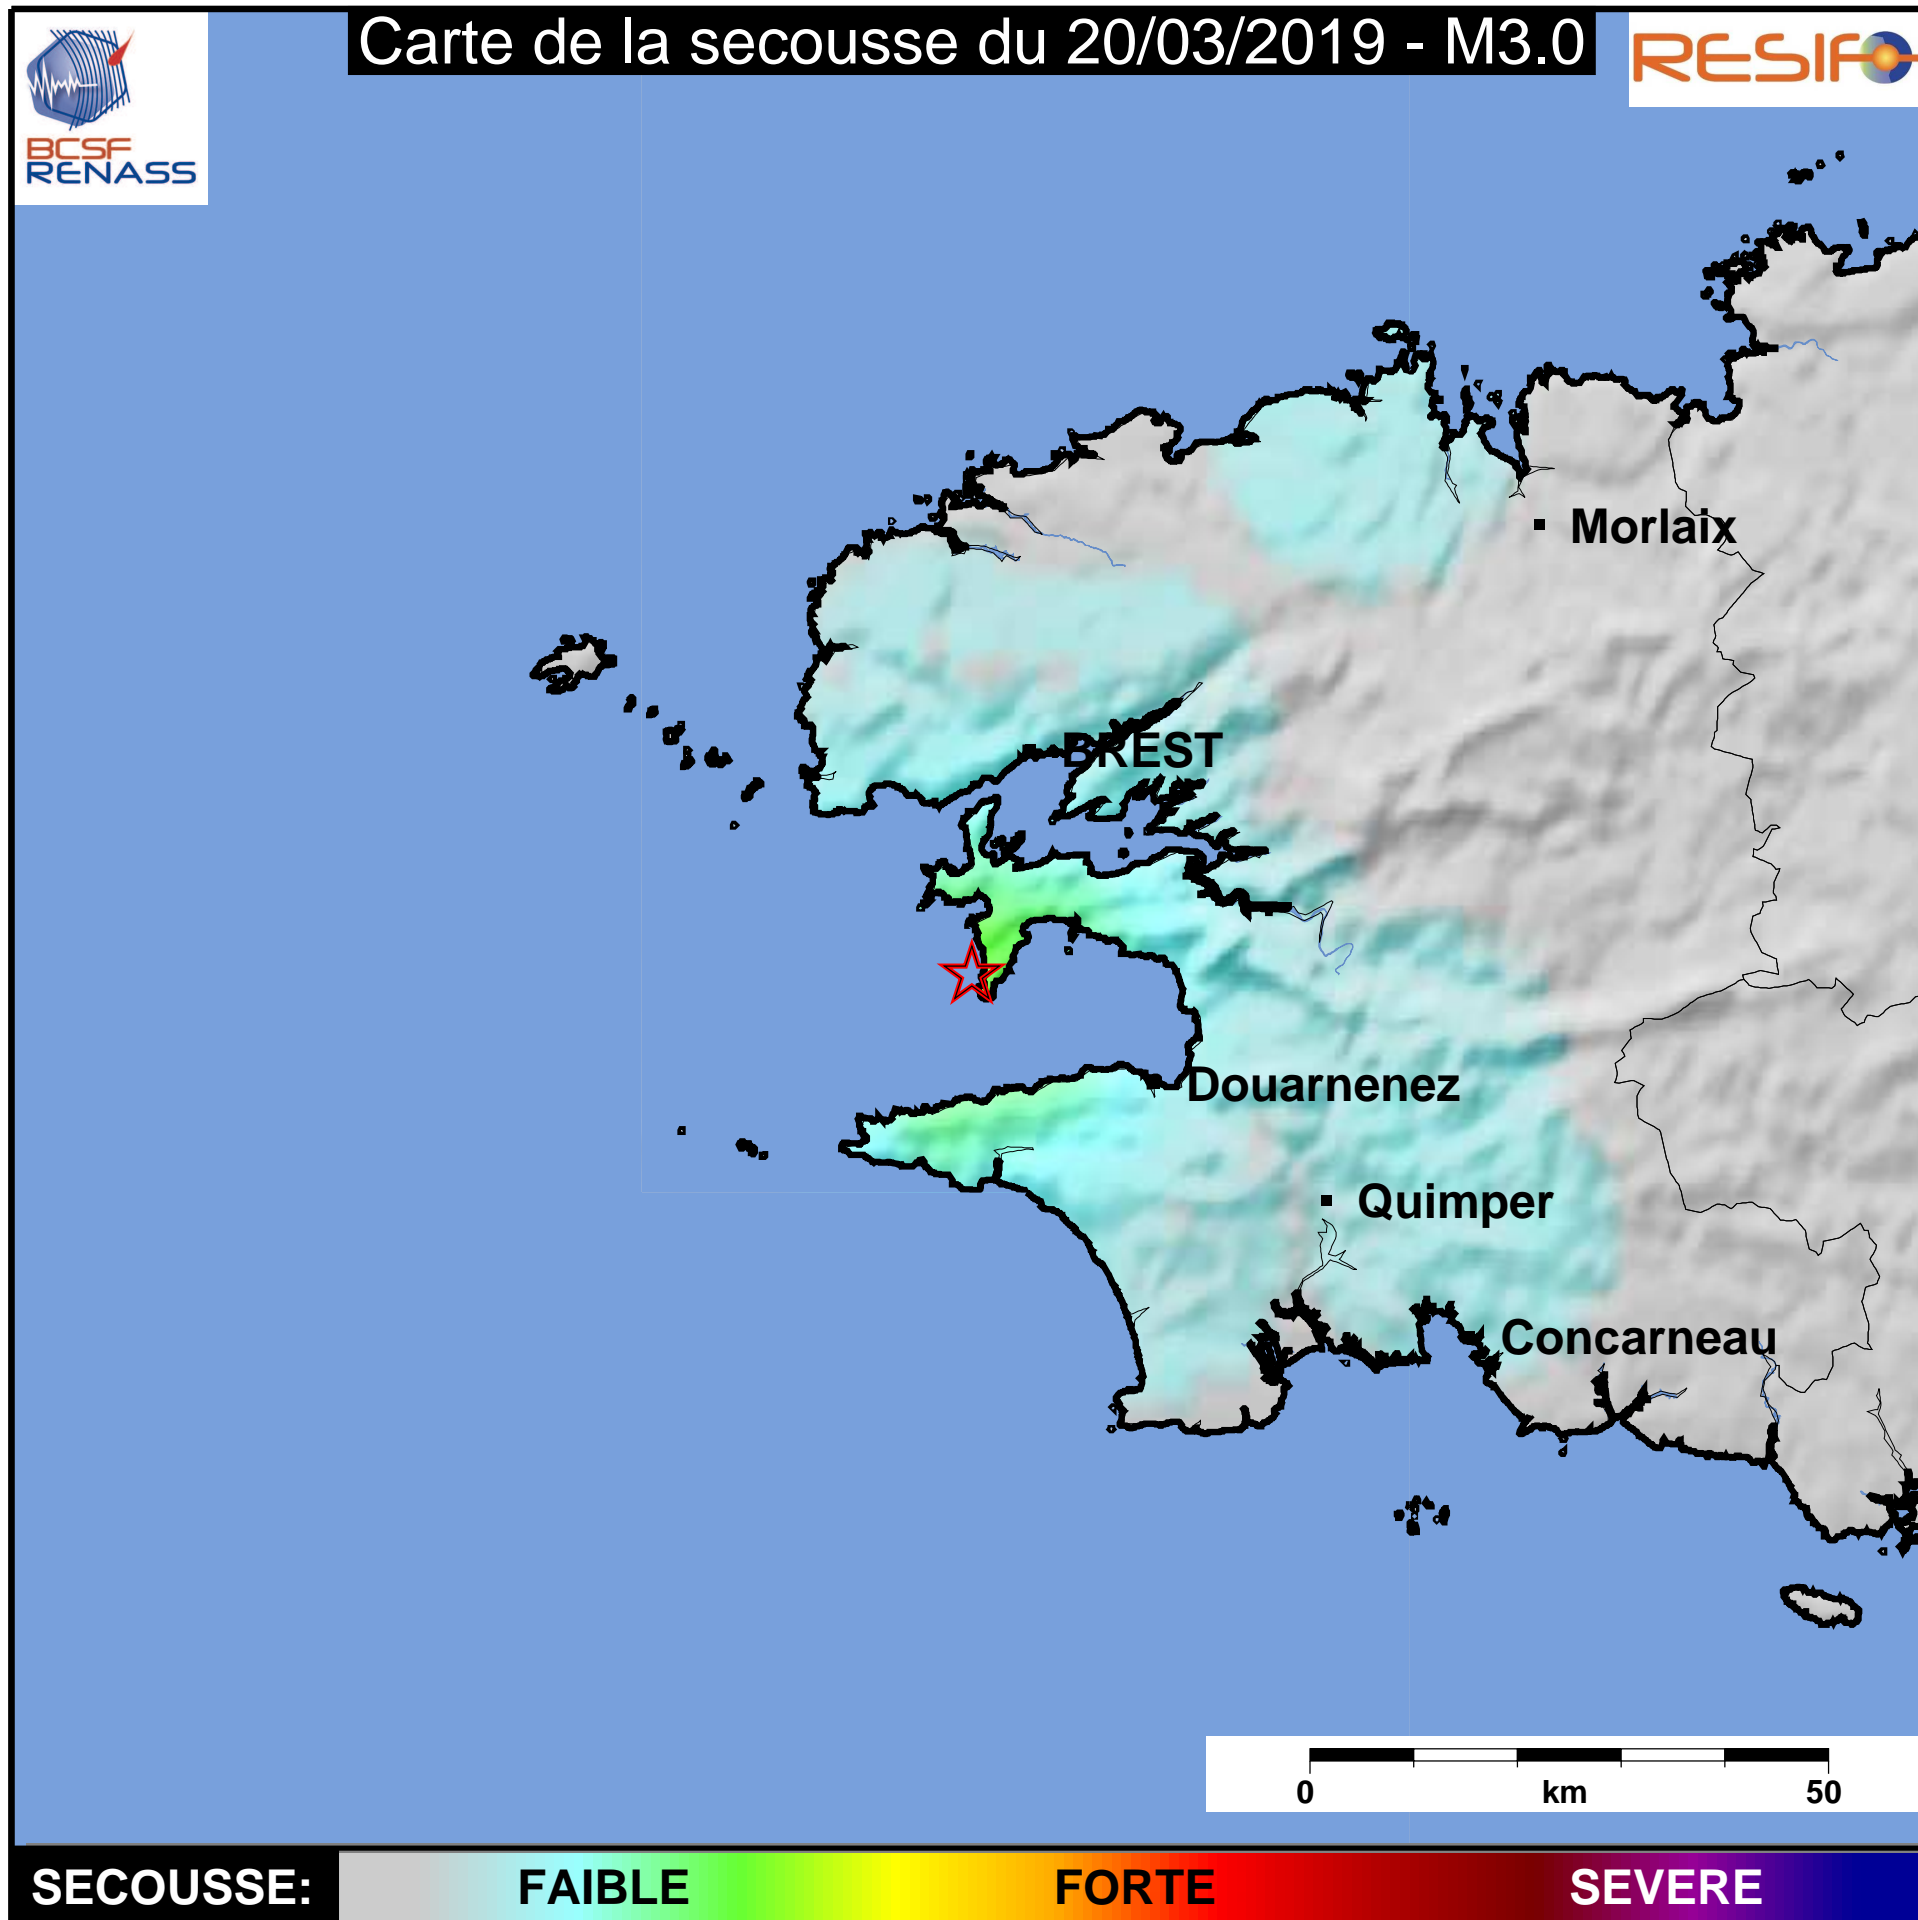 Carte de la secousse du 20/03/2019 - M3.0
BCSF
RENASS
RESIF
Morlaix
BREST
Douarnenez
Quimper
Concarneau
0 km 50
SECOUSSE: FAIBLE FORTE SEVERE